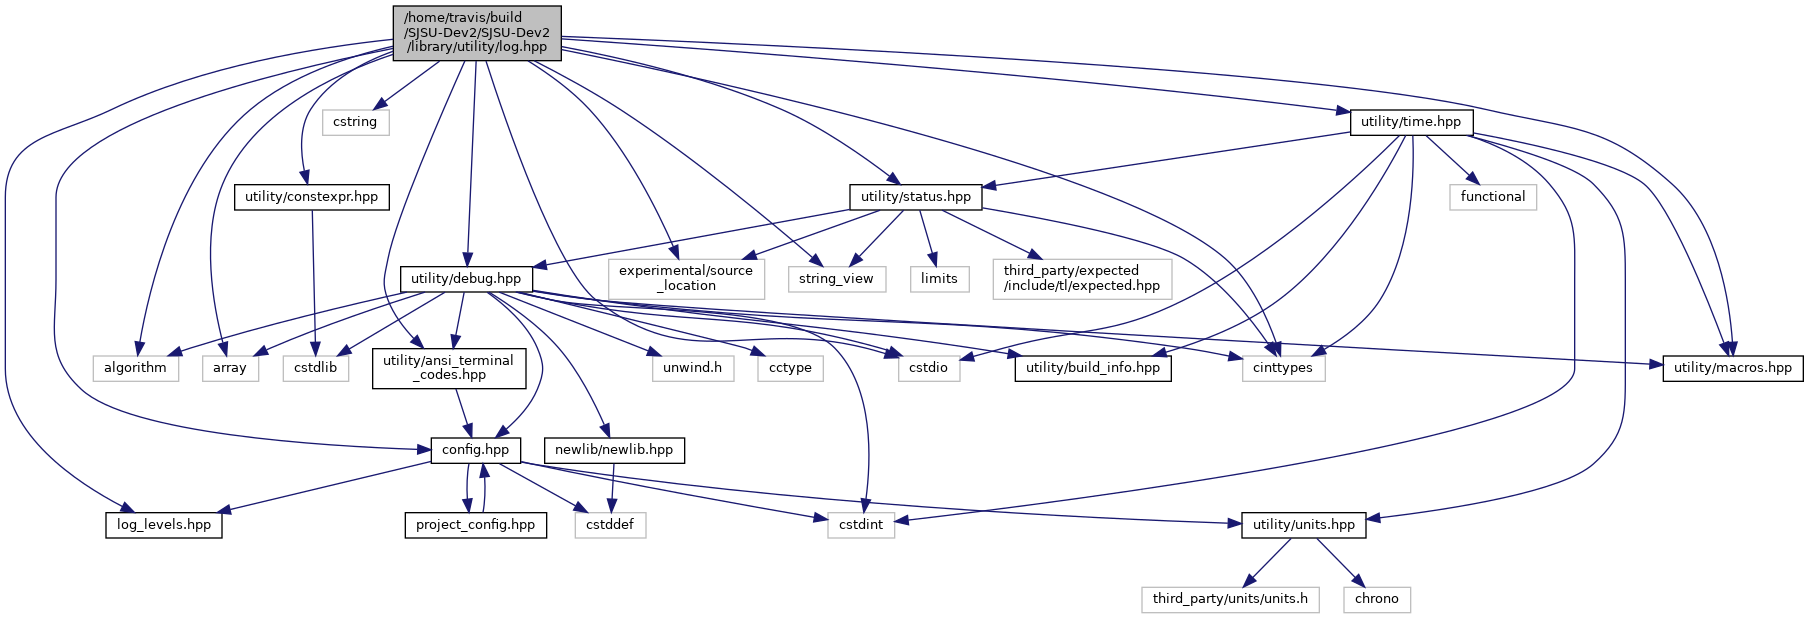 /home/travis/build
/SJSU-Dev2/SJSU-Dev2
/library/utility/log.hpp
cstring
utility/time.hpp
utility/constexpr.hpp
utility/status.hpp
functional
utility/debug.hpp
experimental/source
_location
string_view
limits
third_party/expected
/include/tl/expected.hpp
algorithm
array
cstdlib
utility/ansi_terminal
_codes.hpp
unwind.h
cctype
cstdio
utility/build_info.hpp
cinttypes
utility/macros.hpp
config.hpp
newlib/newlib.hpp
log_levels.hpp
project_config.hpp
cstddef
cstdint
utility/units.hpp
third_party/units/units.h
chrono